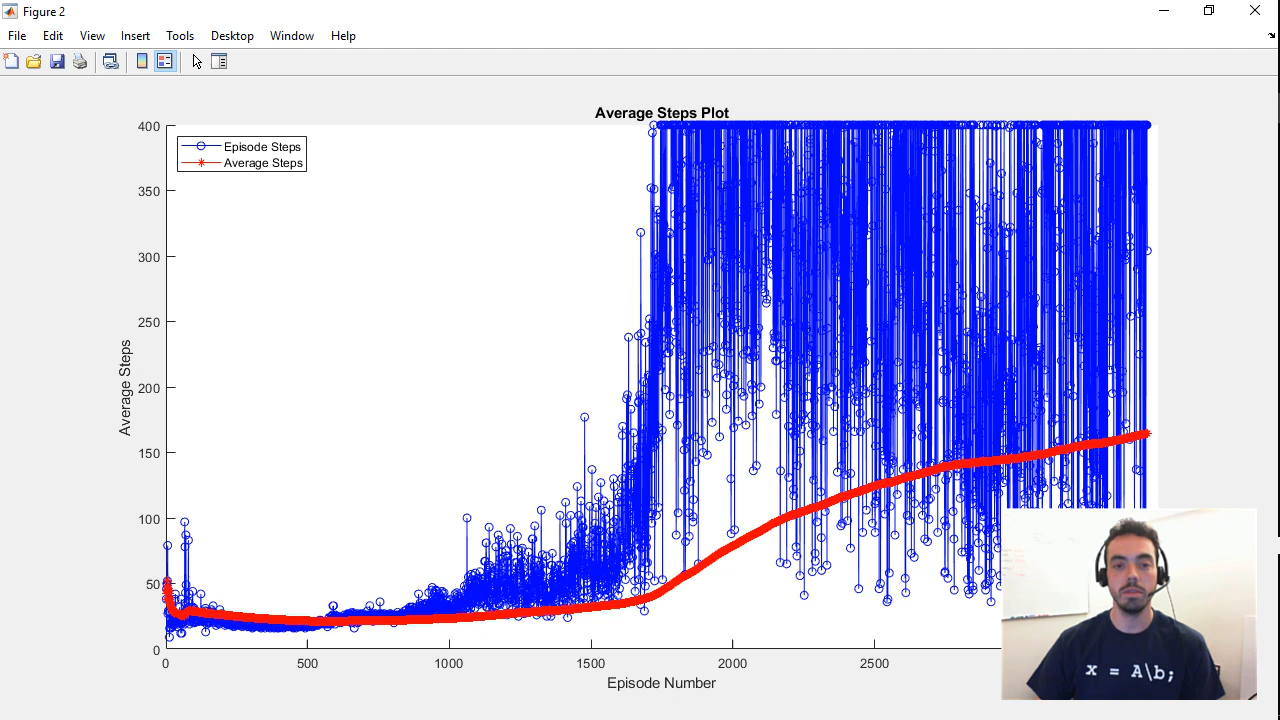 Figure 2
File Edit View Insert Tools Desktop Window Help
Average Steps Plot
Episode Steps
Average Steps
400
350
300
250
200
150
100
50
0
Average Steps
0 500 1000 1500 2000 2500
Episode Number
x = A\b;